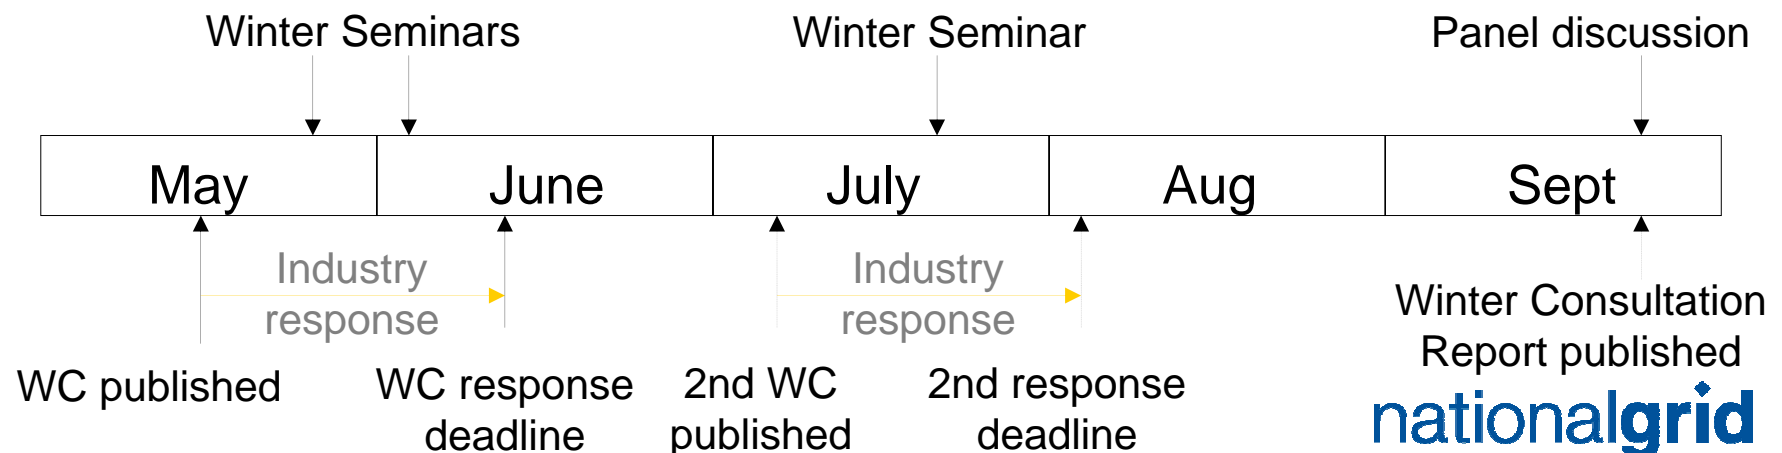 Winter Seminars
Winter Seminar
Panel discussion
May
June
July
Aug
Sept
Industry
response
Industry
response
WC published
WC response
deadline
2nd WC
published
2nd response
deadline
Winter Consultation
Report published
nationalgrid